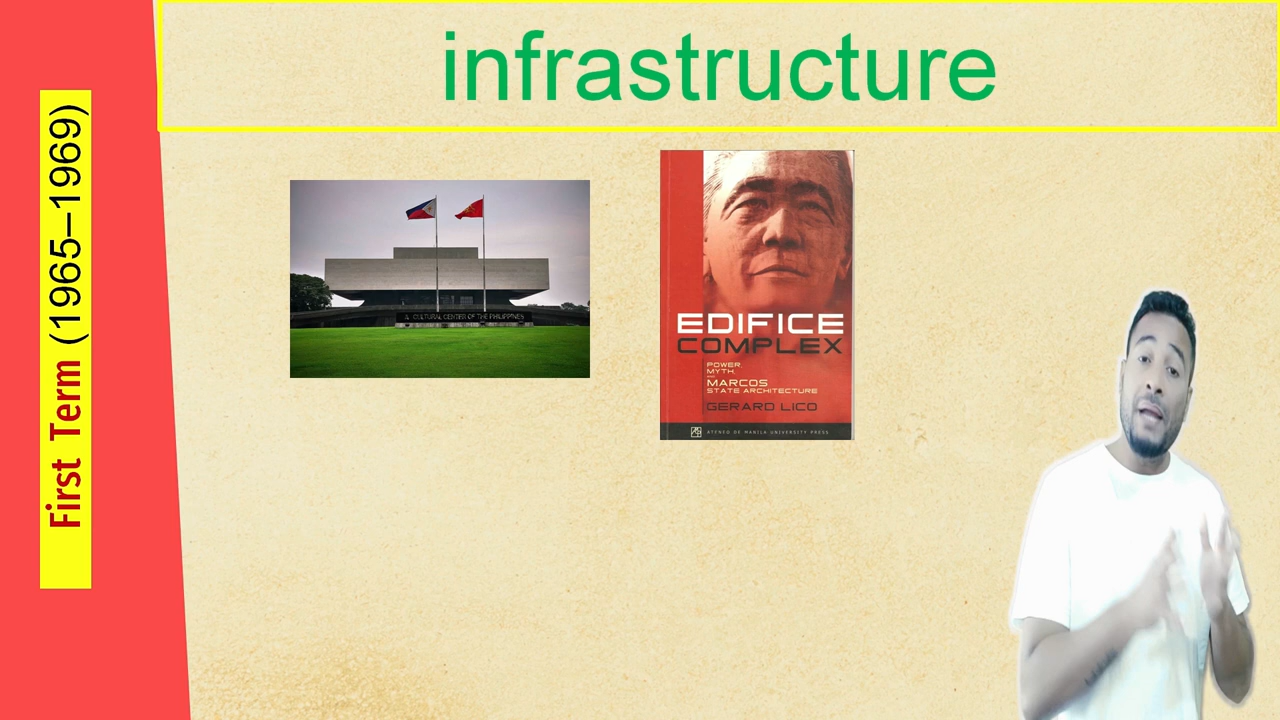 infrastructure
First Term (1965–1969)
CULTURAL CENTER OF THE PHILIPPINES
EDIFICE
COMPLEX
POWER,
MYTH,
AND
MARCOS
STATE ARCHITECTURE
GERARD LICO
ATENEO DE MANILA UNIVERSITY PRESS